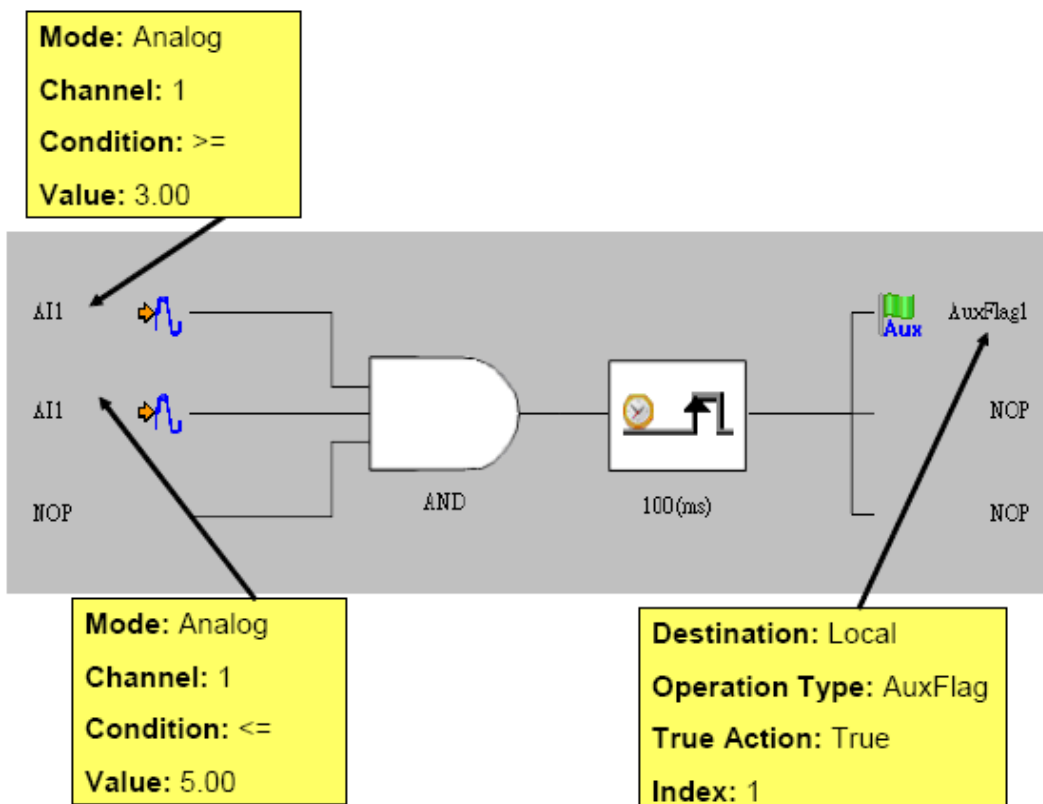 Mode: Analog
Channel: 1
Condition: >=
Value: 3.00
AI1
Aux
AuxFlag1
AI1
NOP
NOP
AND
100(ms)
NOP
Mode: Analog
Channel: 1
Condition: <=
Value: 5.00
Destination: Local
Operation Type: AuxFlag
True Action: True
Index: 1